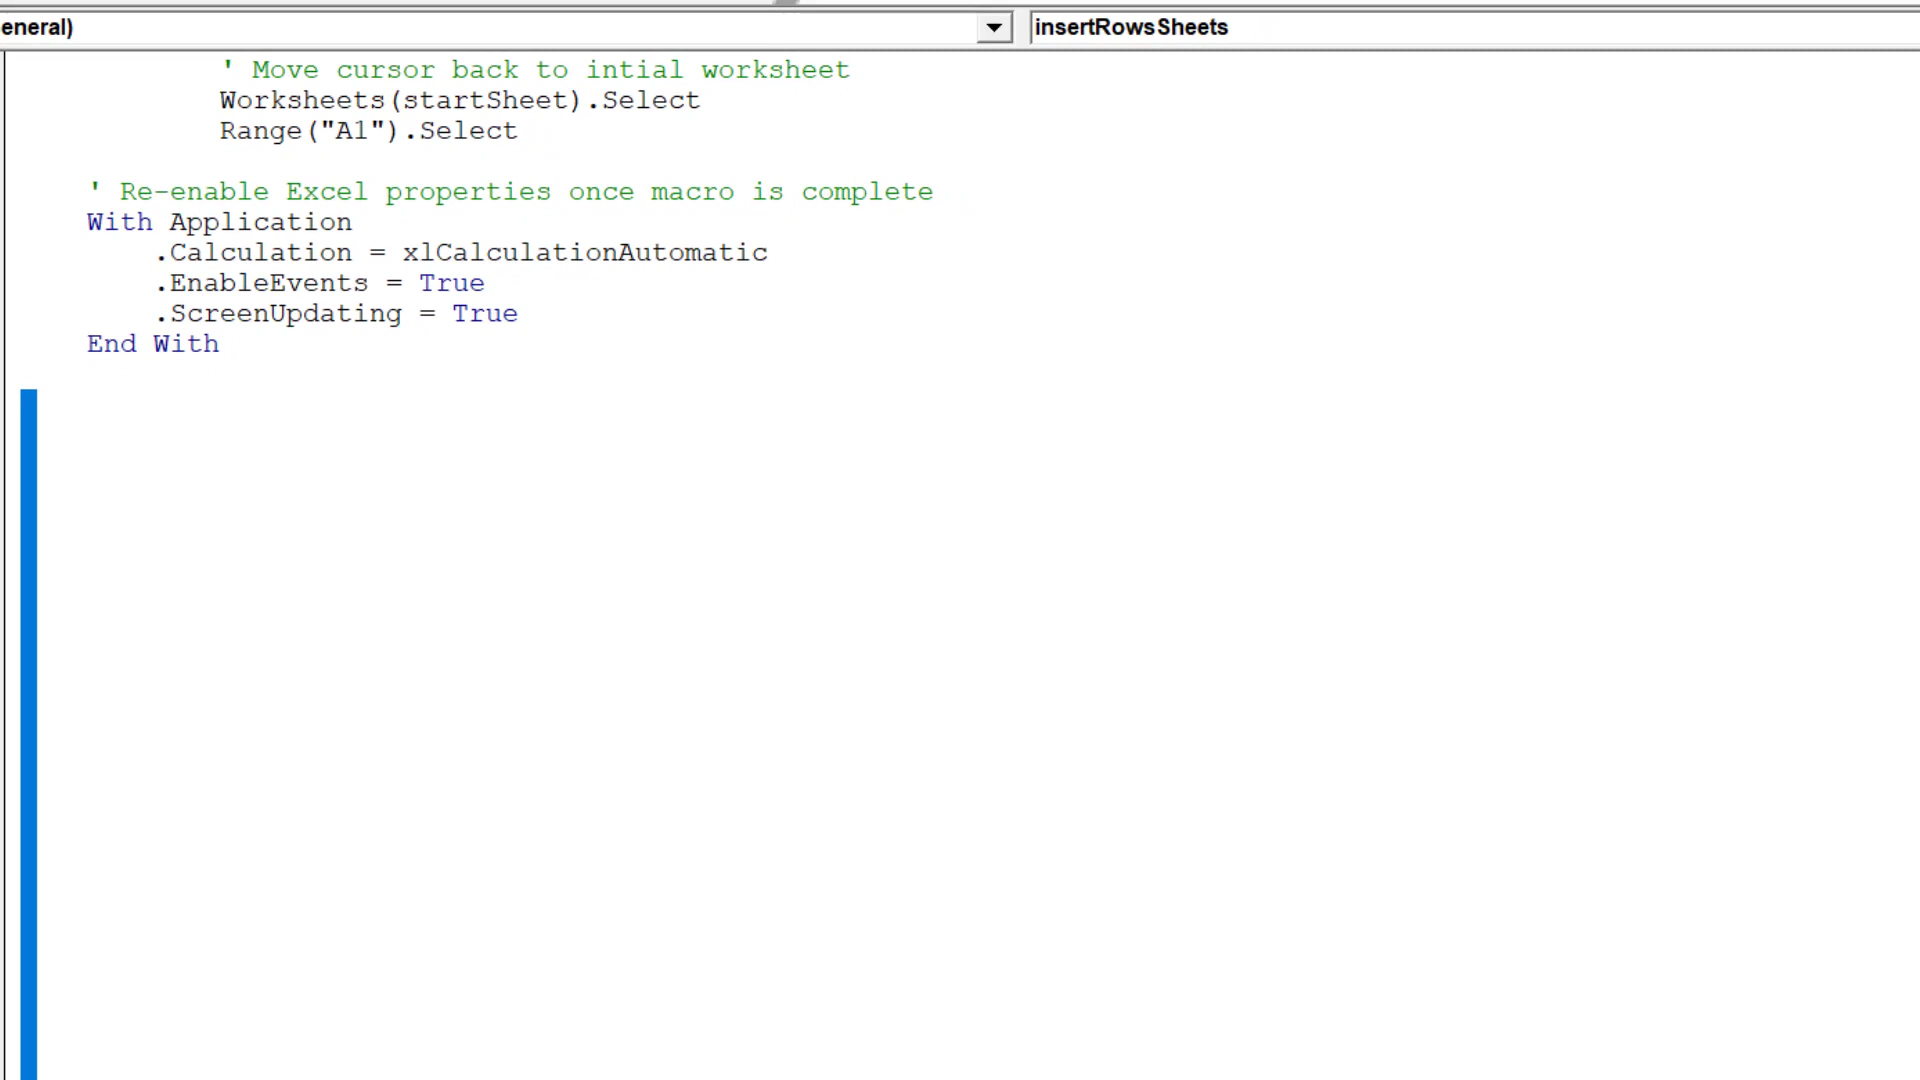 eneral)
insertRowsSheets
' Move cursor back to intial worksheet
Worksheets(startSheet).Select
Range("A1").Select
' Re-enable Excel properties once macro is complete
With Application
.Calculation = xlCalculationAutomatic
.EnableEvents = True
.ScreenUpdating = True
End With